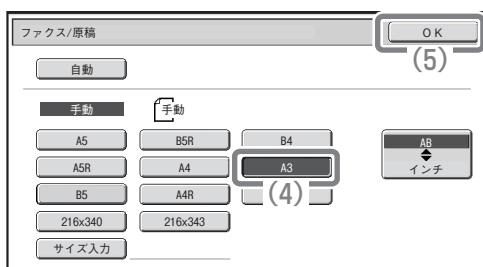 ファクス/原稿
OK
(5)
自動
手動 手動
A5 B5R B4
A5R A4 A3
B5 A4R (4)
216x340 216x343
サイズ入力
AB
インチ